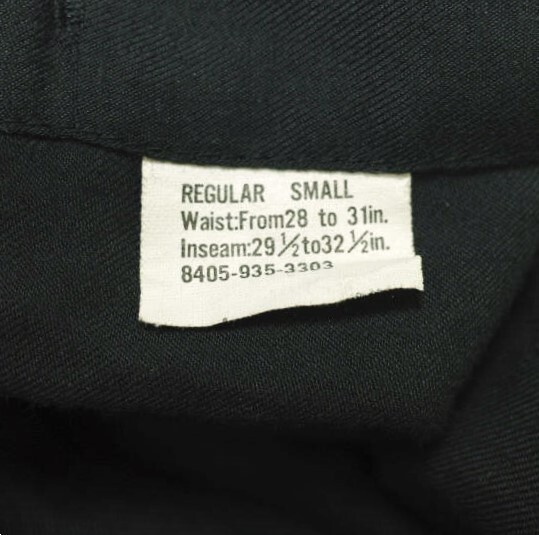 REGULAR SMALL
Waist:From28 to 31in.
Inseam:29½to32½in.
8405-935-3303